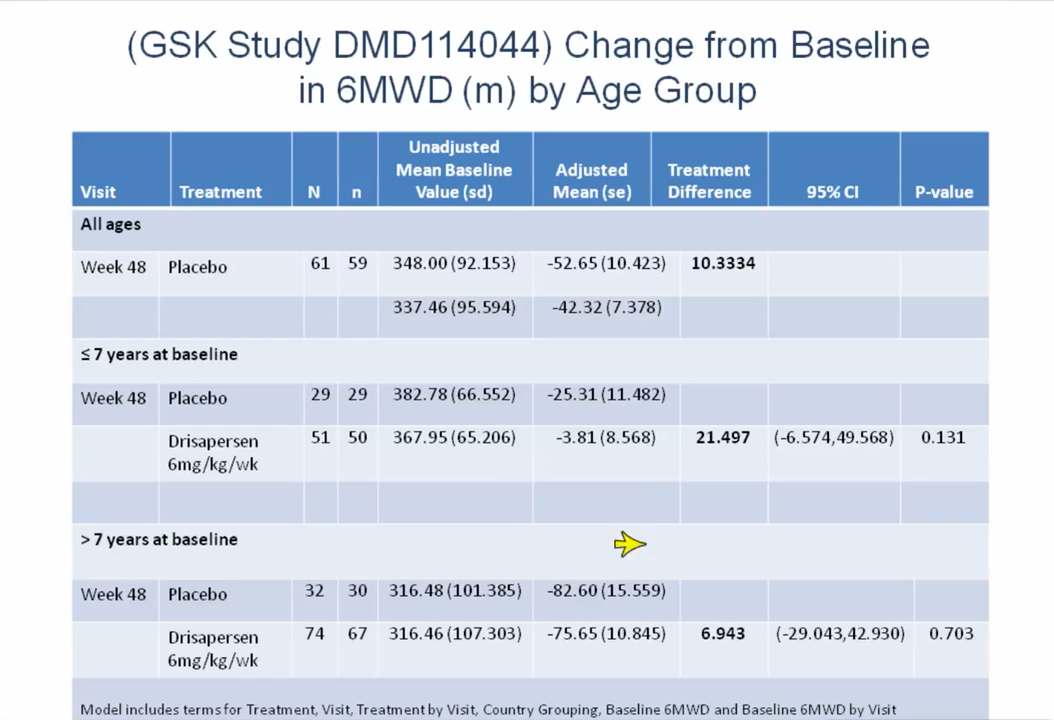 (GSK Study DMD114044) Change from Baseline
in 6MWD (m) by Age Group
Visit Treatment N n Unadjusted Mean Baseline Value (sd) Adjusted Mean (se) Treatment Difference 95% CI P-value
All ages
Week 48 Placebo 61 59 348.00 (92.153) -52.65 (10.423) 10.3334
337.46 (95.594) -42.32 (7.378)
≤ 7 years at baseline
Week 48 Placebo 29 29 382.78 (66.552) -25.31 (11.482)
Drisapersen 6mg/kg/wk 51 50 367.95 (65.206) -3.81 (8.568) 21.497 (-6.574,49.568) 0.131
> 7 years at baseline
Week 48 Placebo 32 30 316.48 (101.385) -82.60 (15.559)
Drisapersen 6mg/kg/wk 74 67 316.46 (107.303) -75.65 (10.845) 6.943 (-29.043,42.930) 0.703
Model includes terms for Treatment, Visit, Treatment by Visit, Country Grouping, Baseline 6MWD and Baseline 6MWD by Visit